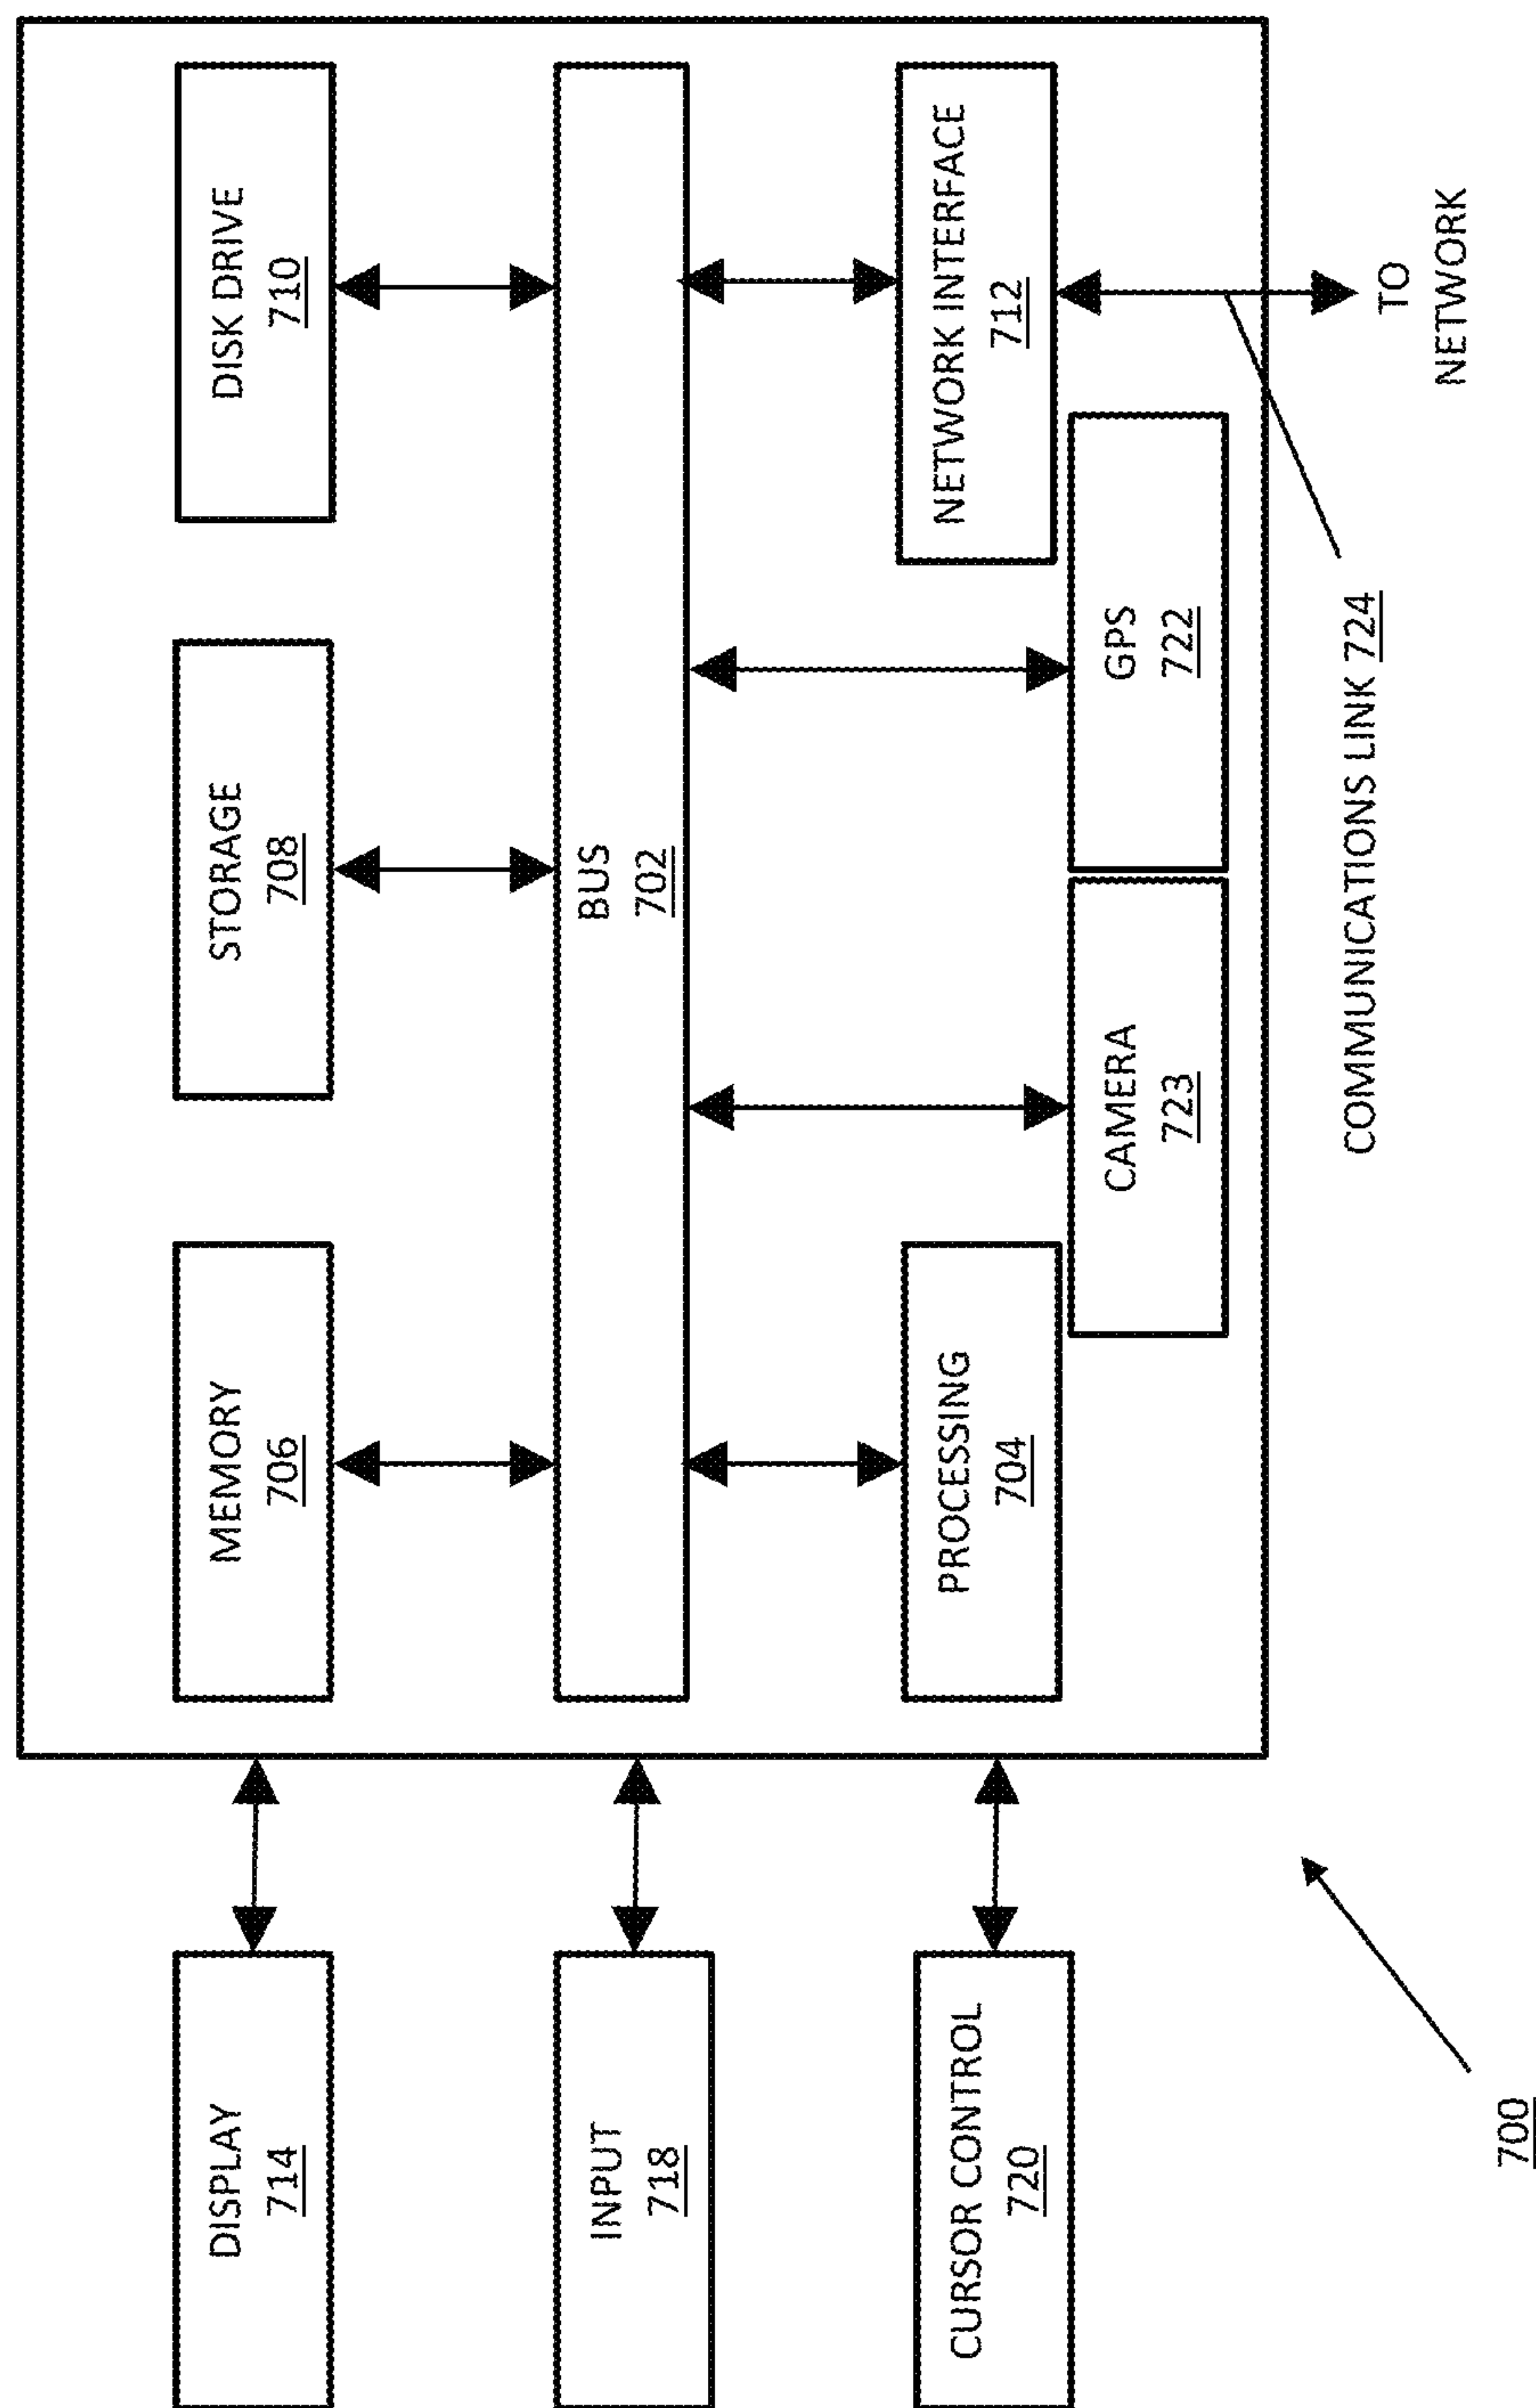 DISPLAY
714
INPUT
718
CURSOR CONTROL
720
MEMORY
706
STORAGE
708
DISK DRIVE
710
BUS
702
PROCESSING
704
CAMERA
723
GPS
722
NETWORK INTERFACE
712
COMMUNICATIONS LINK 724
TO
NETWORK
700